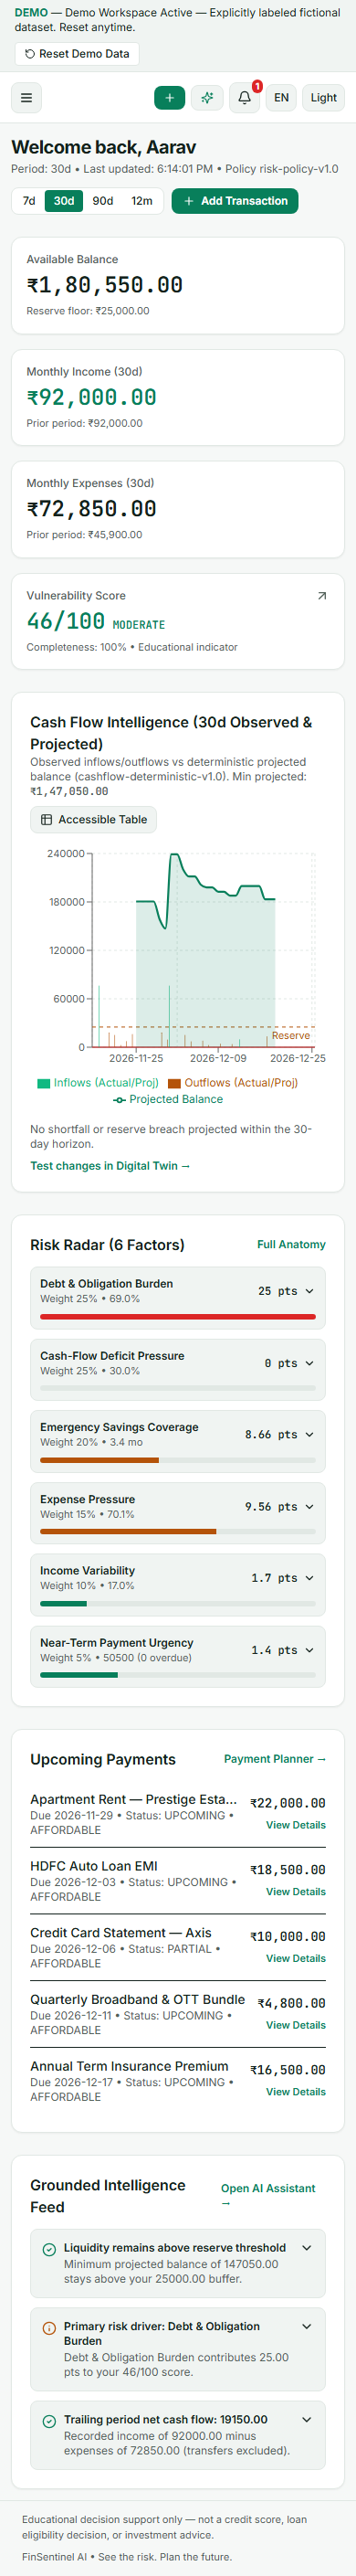 DEMO — Demo Workspace Active — Explicitly labeled fictional
dataset. Reset anytime.
Reset Demo Data
1
EN
Light
Welcome back, Aarav
Period: 30d • Last updated: 6:14:01 PM • Policy risk-policy-v1.0
7d 30d 90d 12m + Add Transaction
Available Balance
₹1,80,550.00
Reserve floor: ₹25,000.00
Monthly Income (30d)
₹92,000.00
Prior period: ₹92,000.00
Monthly Expenses (30d)
₹72,850.00
Prior period: ₹45,900.00
Vulnerability Score
46/100 MODERATE
Completeness: 100% • Educational indicator
Cash Flow Intelligence (30d Observed &
Projected)
Observed inflows/outflows vs deterministic projected
balance (cashflow-deterministic-v1.0). Min projected:
₹1,47,050.00
Accessible Table
240000
180000
120000
60000
Reserve
0
2026-11-25 2026-12-09 2026-12-25
Inflows (Actual/Proj) Outflows (Actual/Proj)
Projected Balance
No shortfall or reserve breach projected within the 30-
day horizon.
Test changes in Digital Twin →
Risk Radar (6 Factors) Full Anatomy
Debt & Obligation Burden
Weight 25% • 69.0%
25 pts
Cash-Flow Deficit Pressure
Weight 25% • 30.0%
0 pts
Emergency Savings Coverage
Weight 20% • 3.4 mo
8.66 pts
Expense Pressure
Weight 15% • 70.1%
9.56 pts
Income Variability
Weight 10% • 17.0%
1.7 pts
Near-Term Payment Urgency
Weight 5% • 50500 (0 overdue)
1.4 pts
Upcoming Payments Payment Planner →
Apartment Rent — Prestige Esta... ₹22,000.00
Due 2026-11-29 • Status: UPCOMING •
AFFORDABLE
View Details
HDFC Auto Loan EMI ₹18,500.00
Due 2026-12-03 • Status: UPCOMING •
AFFORDABLE
View Details
Credit Card Statement — Axis ₹10,000.00
Due 2026-12-06 • Status: PARTIAL •
AFFORDABLE
View Details
Quarterly Broadband & OTT Bundle ₹4,800.00
Due 2026-12-11 • Status: UPCOMING •
AFFORDABLE
View Details
Annual Term Insurance Premium ₹16,500.00
Due 2026-12-17 • Status: UPCOMING •
AFFORDABLE
View Details
Grounded Intelligence
Feed
Open AI Assistant
→
Liquidity remains above reserve threshold
Minimum projected balance of 147050.00
stays above your 25000.00 buffer.
Primary risk driver: Debt & Obligation
Burden
Debt & Obligation Burden contributes 25.00
pts to your 46/100 score.
Trailing period net cash flow: 19150.00
Recorded income of 92000.00 minus
expenses of 72850.00 (transfers excluded).
Educational decision support only — not a credit score, loan
eligibility decision, or investment advice.
FinSentinel AI • See the risk. Plan the future.